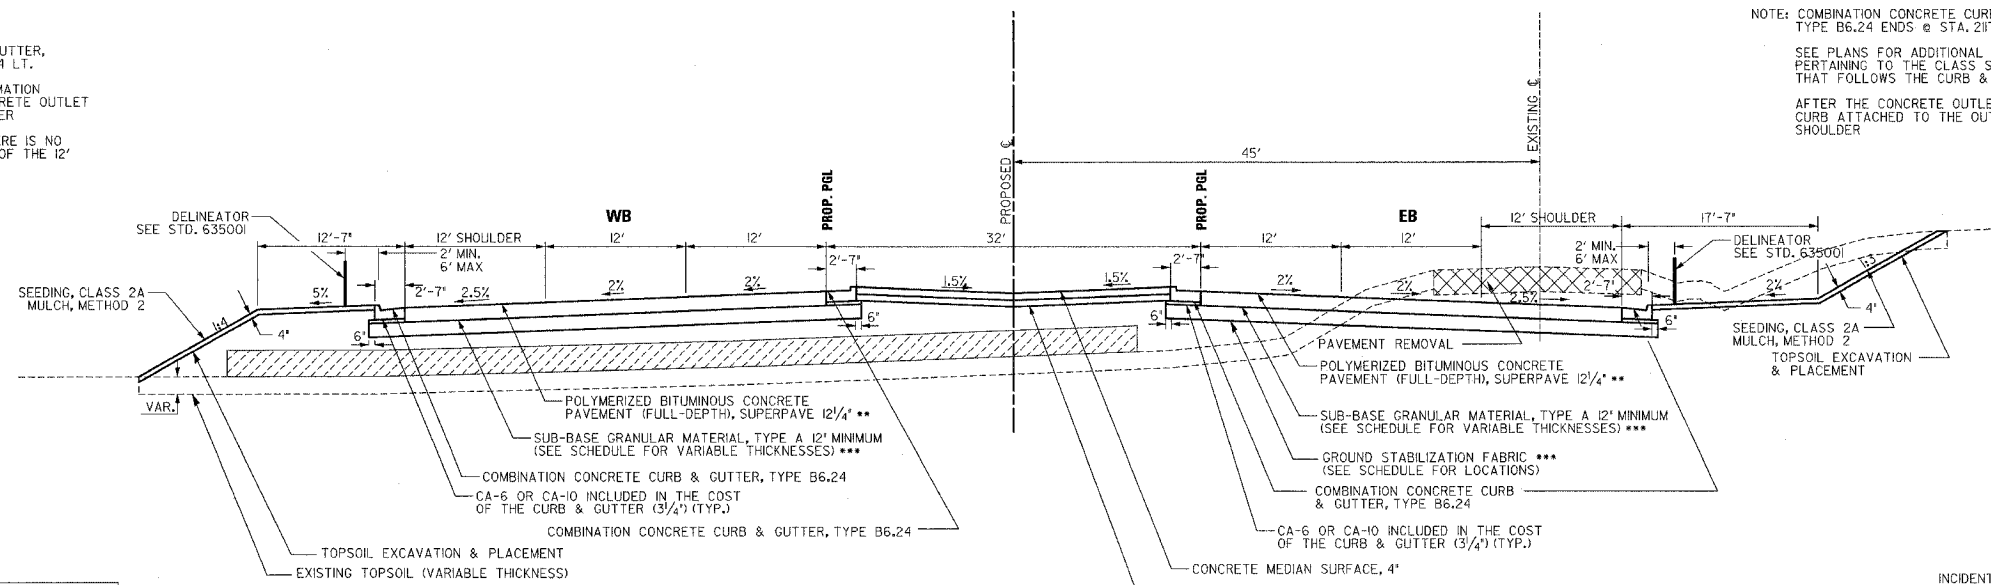 UTTER,
LT.
MATION
RETE OUTLET
ER
ERE IS NO
OF THE 12'
NOTE: COMBINATION CONCRETE CURB
TYPE B6.24 ENDS @ STA. 211
SEE PLANS FOR ADDITIONAL
PERTAINING TO THE CLASS S
THAT FOLLOWS THE CURB &
AFTER THE CONCRETE OUTLE
CURB ATTACHED TO THE OUT
SHOULDER
PROPOSED ℄
EXISTING ℄
45'
PROP. PGL
PROP. PGL
WB
EB
DELINEATOR
SEE STD. 635001
12'-7"
12' SHOULDER
12'
12'
32'
12'
12'
12' SHOULDER
17'-7"
2' MIN.
6' MAX
2' MIN.
6' MAX
DELINEATOR
SEE STD. 635001
2'-7"
2'-7"
2'-7"
2'-7"
SEEDING, CLASS 2A
MULCH, METHOD 2
5%
2.5%
2%
2%
1.5%
1.5%
2%
2%
2.5%
2%
1:4
4"
6"
6"
6"
6"
1:3
4"
SEEDING, CLASS 2A
MULCH, METHOD 2
TOPSOIL EXCAVATION
& PLACEMENT
VAR.
PAVEMENT REMOVAL
POLYMERIZED BITUMINOUS CONCRETE
PAVEMENT (FULL-DEPTH), SUPERPAVE 12¼" **
SUB-BASE GRANULAR MATERIAL, TYPE A 12" MINIMUM
(SEE SCHEDULE FOR VARIABLE THICKNESSES) ***
COMBINATION CONCRETE CURB & GUTTER, TYPE B6.24
CA-6 OR CA-10 INCLUDED IN THE COST
OF THE CURB & GUTTER (3¼") (TYP.)
COMBINATION CONCRETE CURB & GUTTER, TYPE B6.24
TOPSOIL EXCAVATION & PLACEMENT
EXISTING TOPSOIL (VARIABLE THICKNESS)
POLYMERIZED BITUMINOUS CONCRETE
PAVEMENT (FULL-DEPTH), SUPERPAVE 12¼" **
SUB-BASE GRANULAR MATERIAL, TYPE A 12" MINIMUM
(SEE SCHEDULE FOR VARIABLE THICKNESSES) ***
GROUND STABILIZATION FABRIC ***
(SEE SCHEDULE FOR LOCATIONS)
COMBINATION CONCRETE CURB
& GUTTER, TYPE B6.24
CA-6 OR CA-10 INCLUDED IN THE COST
OF THE CURB & GUTTER (3¼") (TYP.)
CONCRETE MEDIAN SURFACE, 4"
INCIDENT